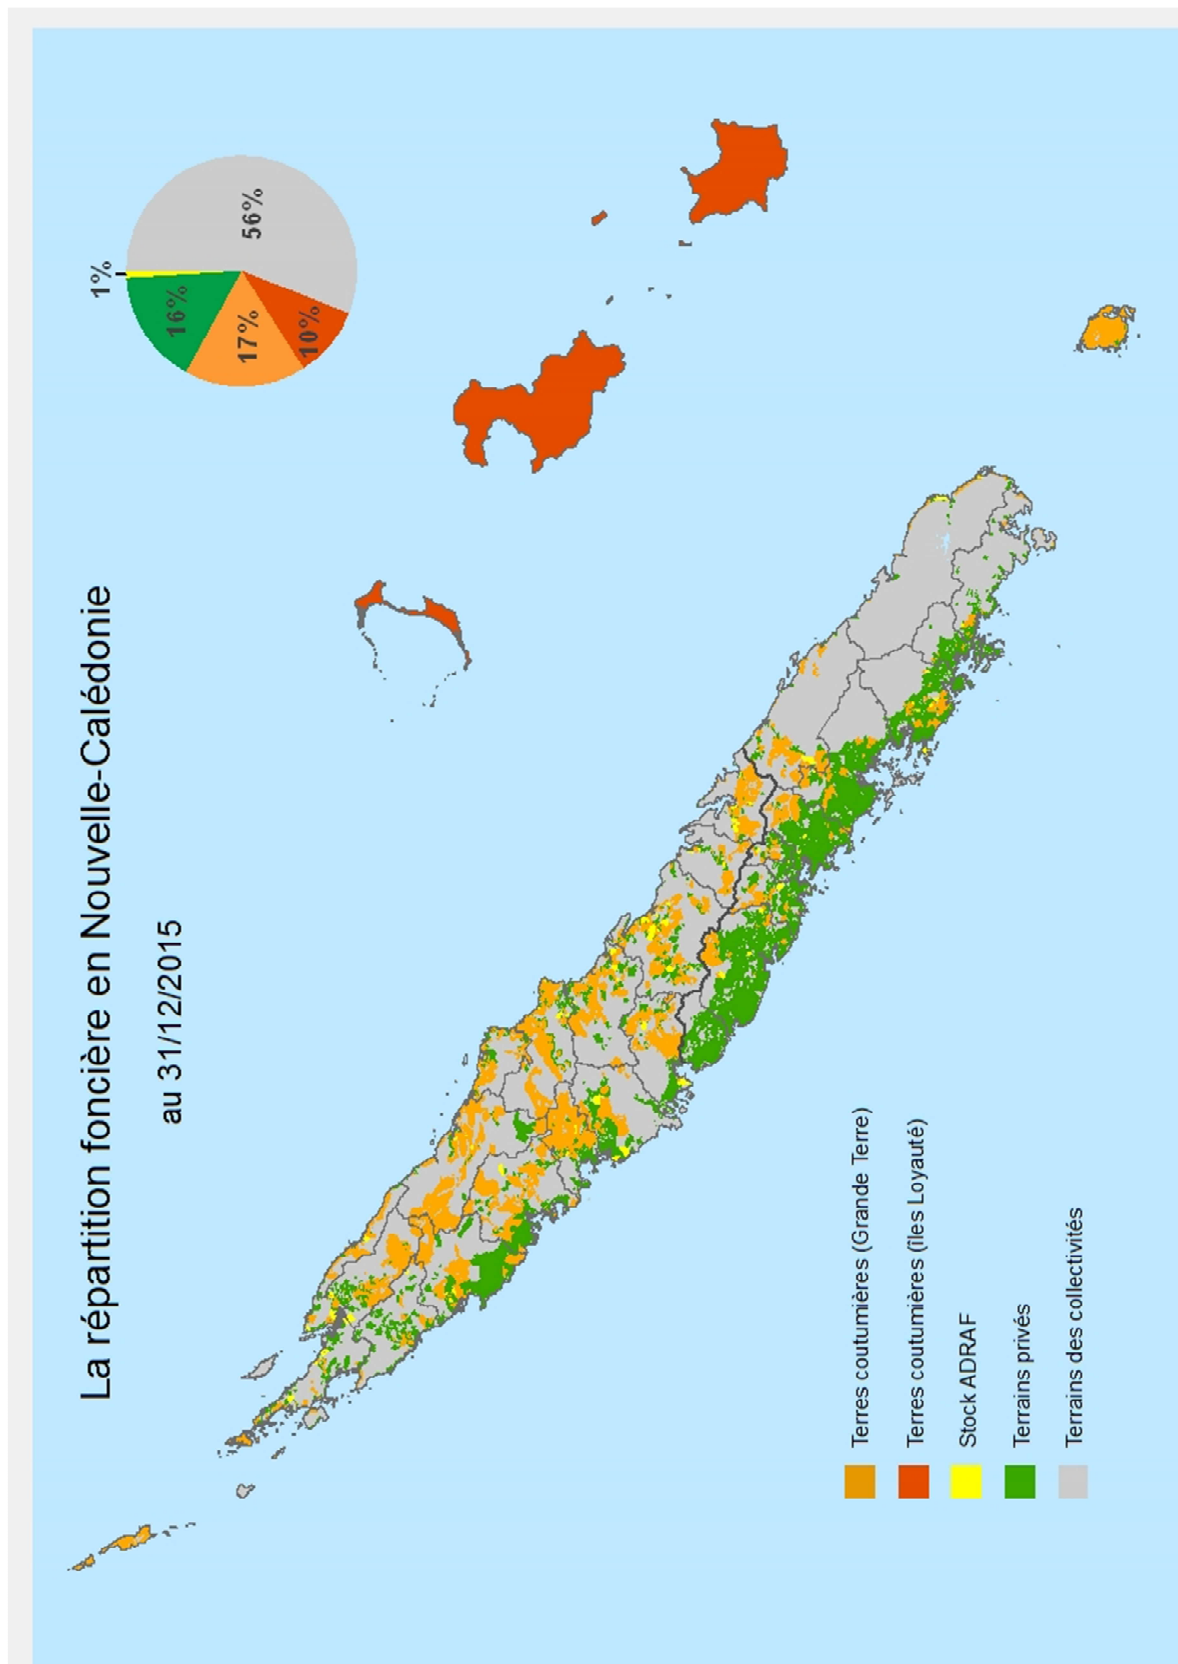 La répartition foncière en Nouvelle-Calédonie
au 31/12/2015
1%
16%
56%
17%
10%
Terres coutumières (Grande Terre)
Terres coutumières (îles Loyauté)
Stock ADRAF
Terrains privés
Terrains des collectivités